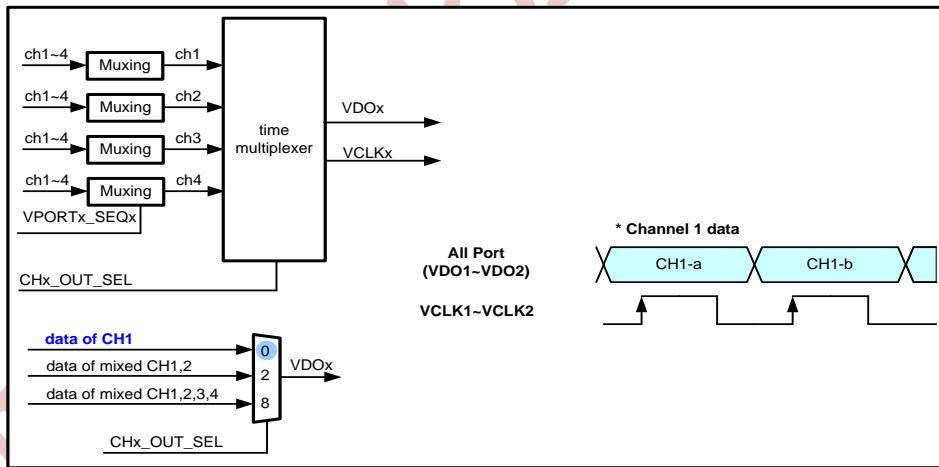 ch1~4
Muxing
ch1
ch1~4
Muxing
ch2
ch1~4
Muxing
ch3
ch1~4
Muxing
ch4
time
multiplexer
VDOx
VCLKx
VPORTx_SEQx
CHx_OUT_SEL
data of CH1
data of mixed CH1,2
data of mixed CH1,2,3,4
0
2
8
VDOx
CHx_OUT_SEL
* Channel 1 data
All Port
(VDO1~VDO2)
CH1-a
CH1-b
VCLK1~VCLK2